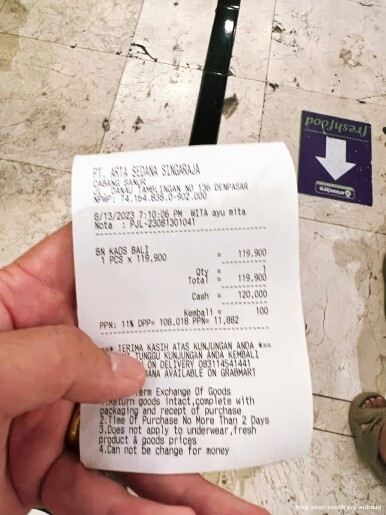 PT. ARTA SEDANA SINGARAJA
CABANG SANUR
JL. DANAU TAMBLINGAN NO 136 DENPASAR
NPWP: 74.164.838.0-902.000
8/13/2023 7:10:06 PM WITA ayu mita
Nota : PJL-23081301041
BN KAOS BALI
1 PCS x 119,900 = 119,900
Qty = 1
Total = 119,900
Cash = 120,000
Kembali = 100
PPN: 11% DPP= 108,018 PPN= 11,882
TERIMA KASIH ATAS KUNJUNGAN ANDA
TUNGGU KUNJUNGAN ANDA KEMBALI
ON DELIVERY 083114541441
AVAILABLE ON GRABMART
Term Exchange Of Goods
1.Return goods intact,complete with
packaging and recept of purchase
2.Time Of Purchase No More Than 2 Days
3.Does not apply to underwear,fresh
product & goods prices
4.Can not be change for money
freshfood